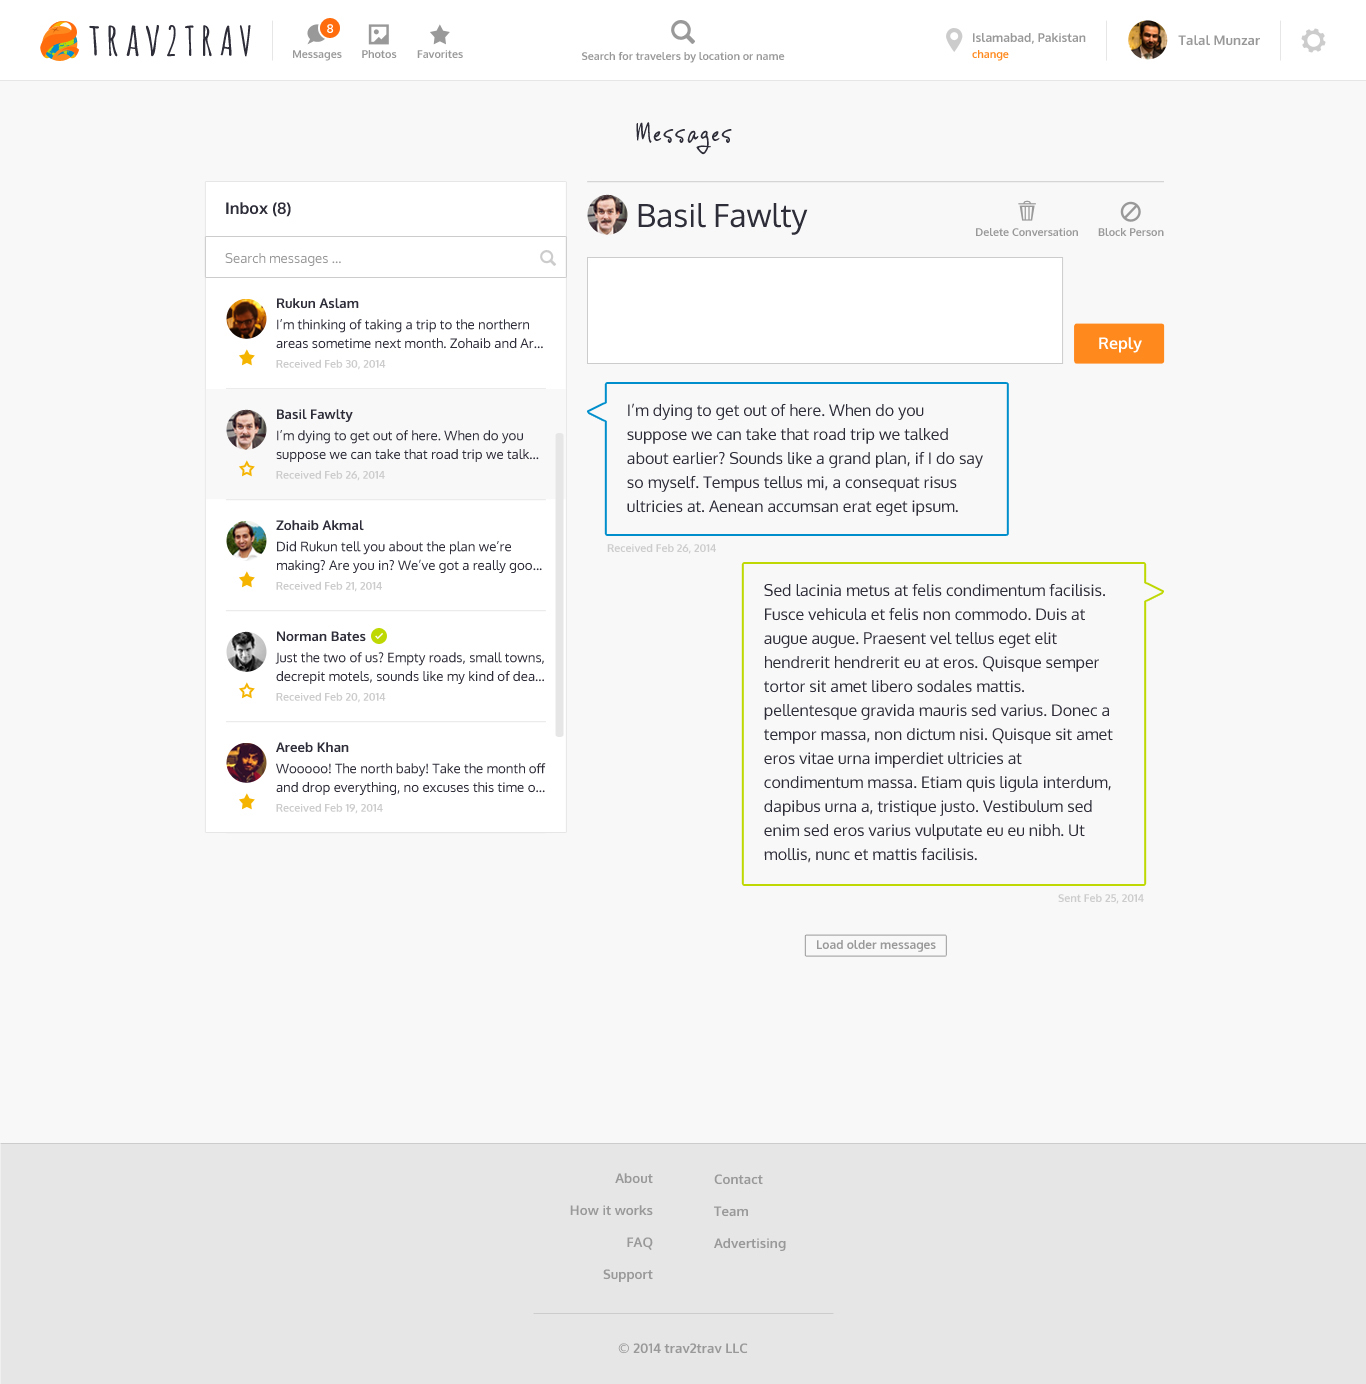 TRAV2TRAV
8
Messages
Photos
Favorites
Search for travelers by location or name
Islamabad, Pakistan
change
Talal Munzar
Messages
Inbox (8)
Search messages ...
Rukun Aslam
I'm thinking of taking a trip to the northern
areas sometime next month. Zohaib and Ar...
Received Feb 30, 2014
Basil Fawlty
I'm dying to get out of here. When do you
suppose we can take that road trip we talk...
Received Feb 26, 2014
Zohaib Akmal
Did Rukun tell you about the plan we're
making? Are you in? We've got a really goo...
Received Feb 21, 2014
Norman Bates
Just the two of us? Empty roads, small towns,
decrepit motels, sounds like my kind of dea...
Received Feb 20, 2014
Areeb Khan
Wooooo! The north baby! Take the month off
and drop everything, no excuses this time o...
Received Feb 19, 2014
Basil Fawlty
Delete Conversation
Block Person
Reply
I'm dying to get out of here. When do you
suppose we can take that road trip we talked
about earlier? Sounds like a grand plan, if I do say
so myself. Tempus tellus mi, a consequat risus
ultricies at. Aenean accumsan erat eget ipsum.
Received Feb 26, 2014
Sed lacinia metus at felis condimentum facilisis.
Fusce vehicula et felis non commodo. Duis at
augue augue. Praesent vel tellus eget elit
hendrerit hendrerit eu at eros. Quisque semper
tortor sit amet libero sodales mattis.
pellentesque gravida mauris sed varius. Donec a
tempor massa, non dictum nisi. Quisque sit amet
eros vitae urna imperdiet ultricies at
condimentum massa. Etiam quis ligula interdum,
dapibus urna a, tristique justo. Vestibulum sed
enim sed eros varius vulputate eu eu nibh. Ut
mollis, nunc et mattis facilisis.
Sent Feb 25, 2014
Load older messages
About
How it works
FAQ
Support
Contact
Team
Advertising
© 2014 trav2trav LLC